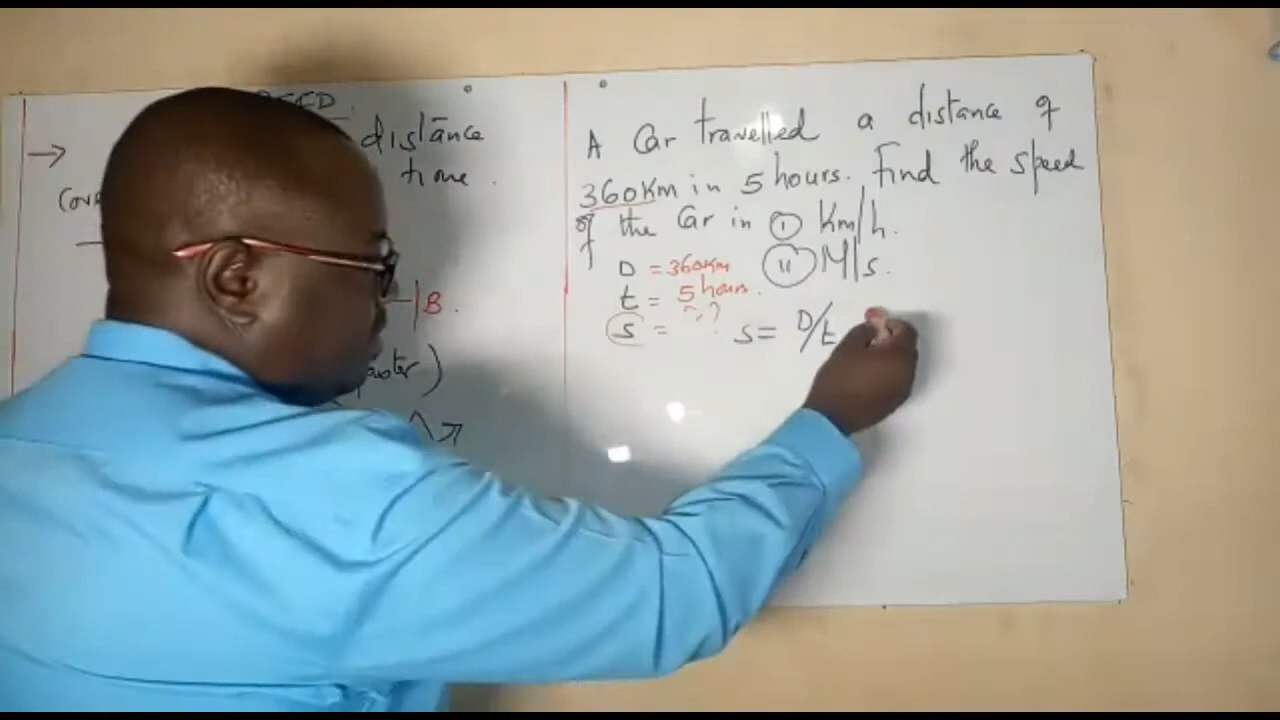 distance
time.
→
B.
)
A Car travelled a distance of
360Km in 5 hours. Find the speed
of the Car in (i) Km/h.
(ii) M/s.
D = 360Km
t = 5 hours.
s = ??
s = D/t